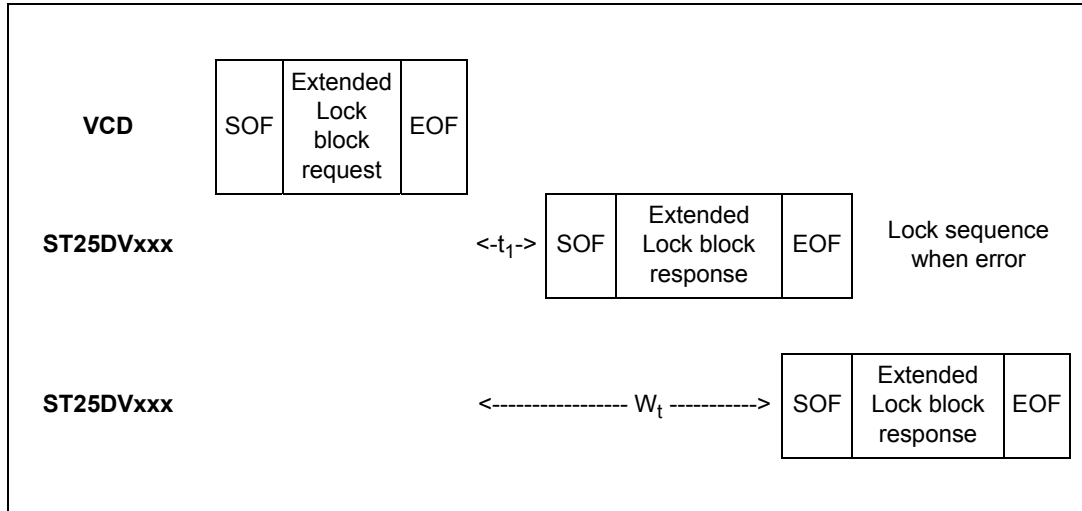 VCD
SOF
Extended
Lock
block
request
EOF
ST25DVxxx
<-t₁->
SOF
Extended
Lock block
response
EOF
Lock sequence
when error
ST25DVxxx
<----------------- Wₜ ----------->
SOF
Extended
Lock block
response
EOF